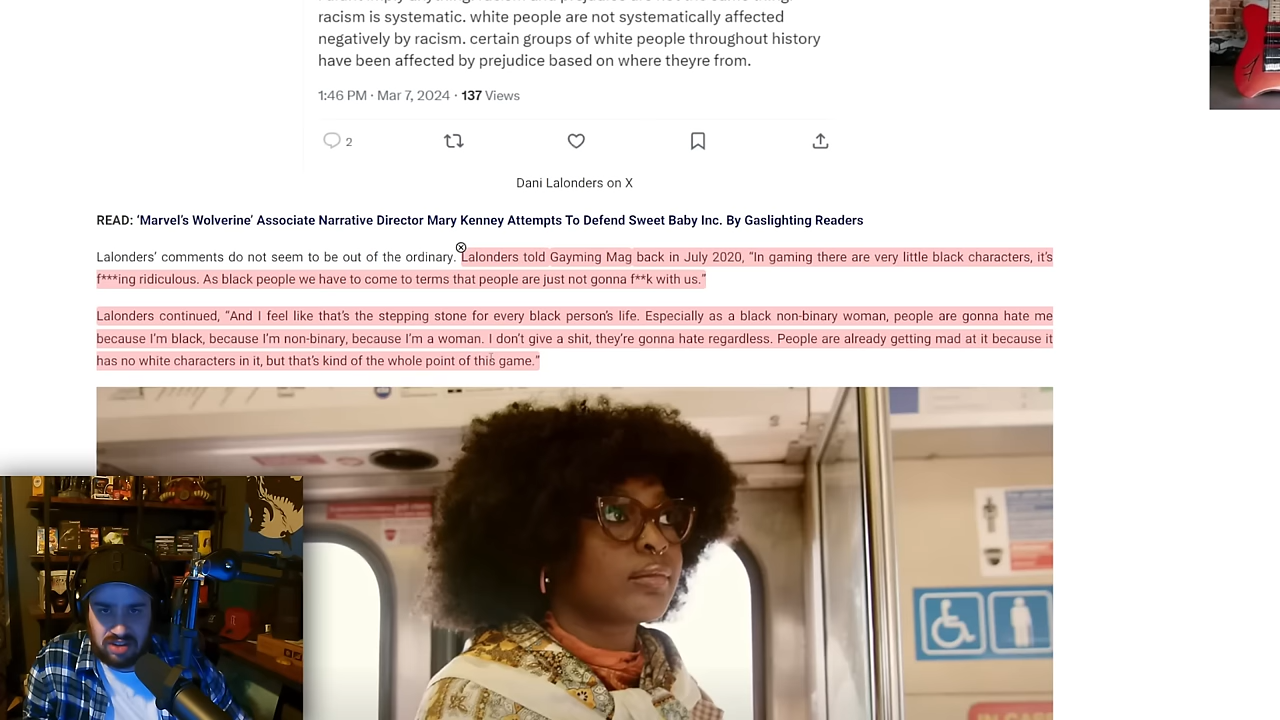 racism is systematic. white people are not systematically affected
negatively by racism. certain groups of white people throughout history
have been affected by prejudice based on where theyre from.
1:46 PM · Mar 7, 2024 · 137 Views
2
Dani Lalonders on X
READ: ‘Marvel’s Wolverine’ Associate Narrative Director Mary Kenney Attempts To Defend Sweet Baby Inc. By Gaslighting Readers
Lalonders’ comments do not seem to be out of the ordinary. Lalonders told Gayming Mag back in July 2020, “In gaming there are very little black characters, it’s
f***ing ridiculous. As black people we have to come to terms that people are just not gonna f**k with us.”
Lalonders continued, “And I feel like that’s the stepping stone for every black person’s life. Especially as a black non-binary woman, people are gonna hate me
because I’m black, because I’m non-binary, because I’m a woman. I don’t give a shit, they’re gonna hate regardless. People are already getting mad at it because it
has no white characters in it, but that’s kind of the whole point of this game.”